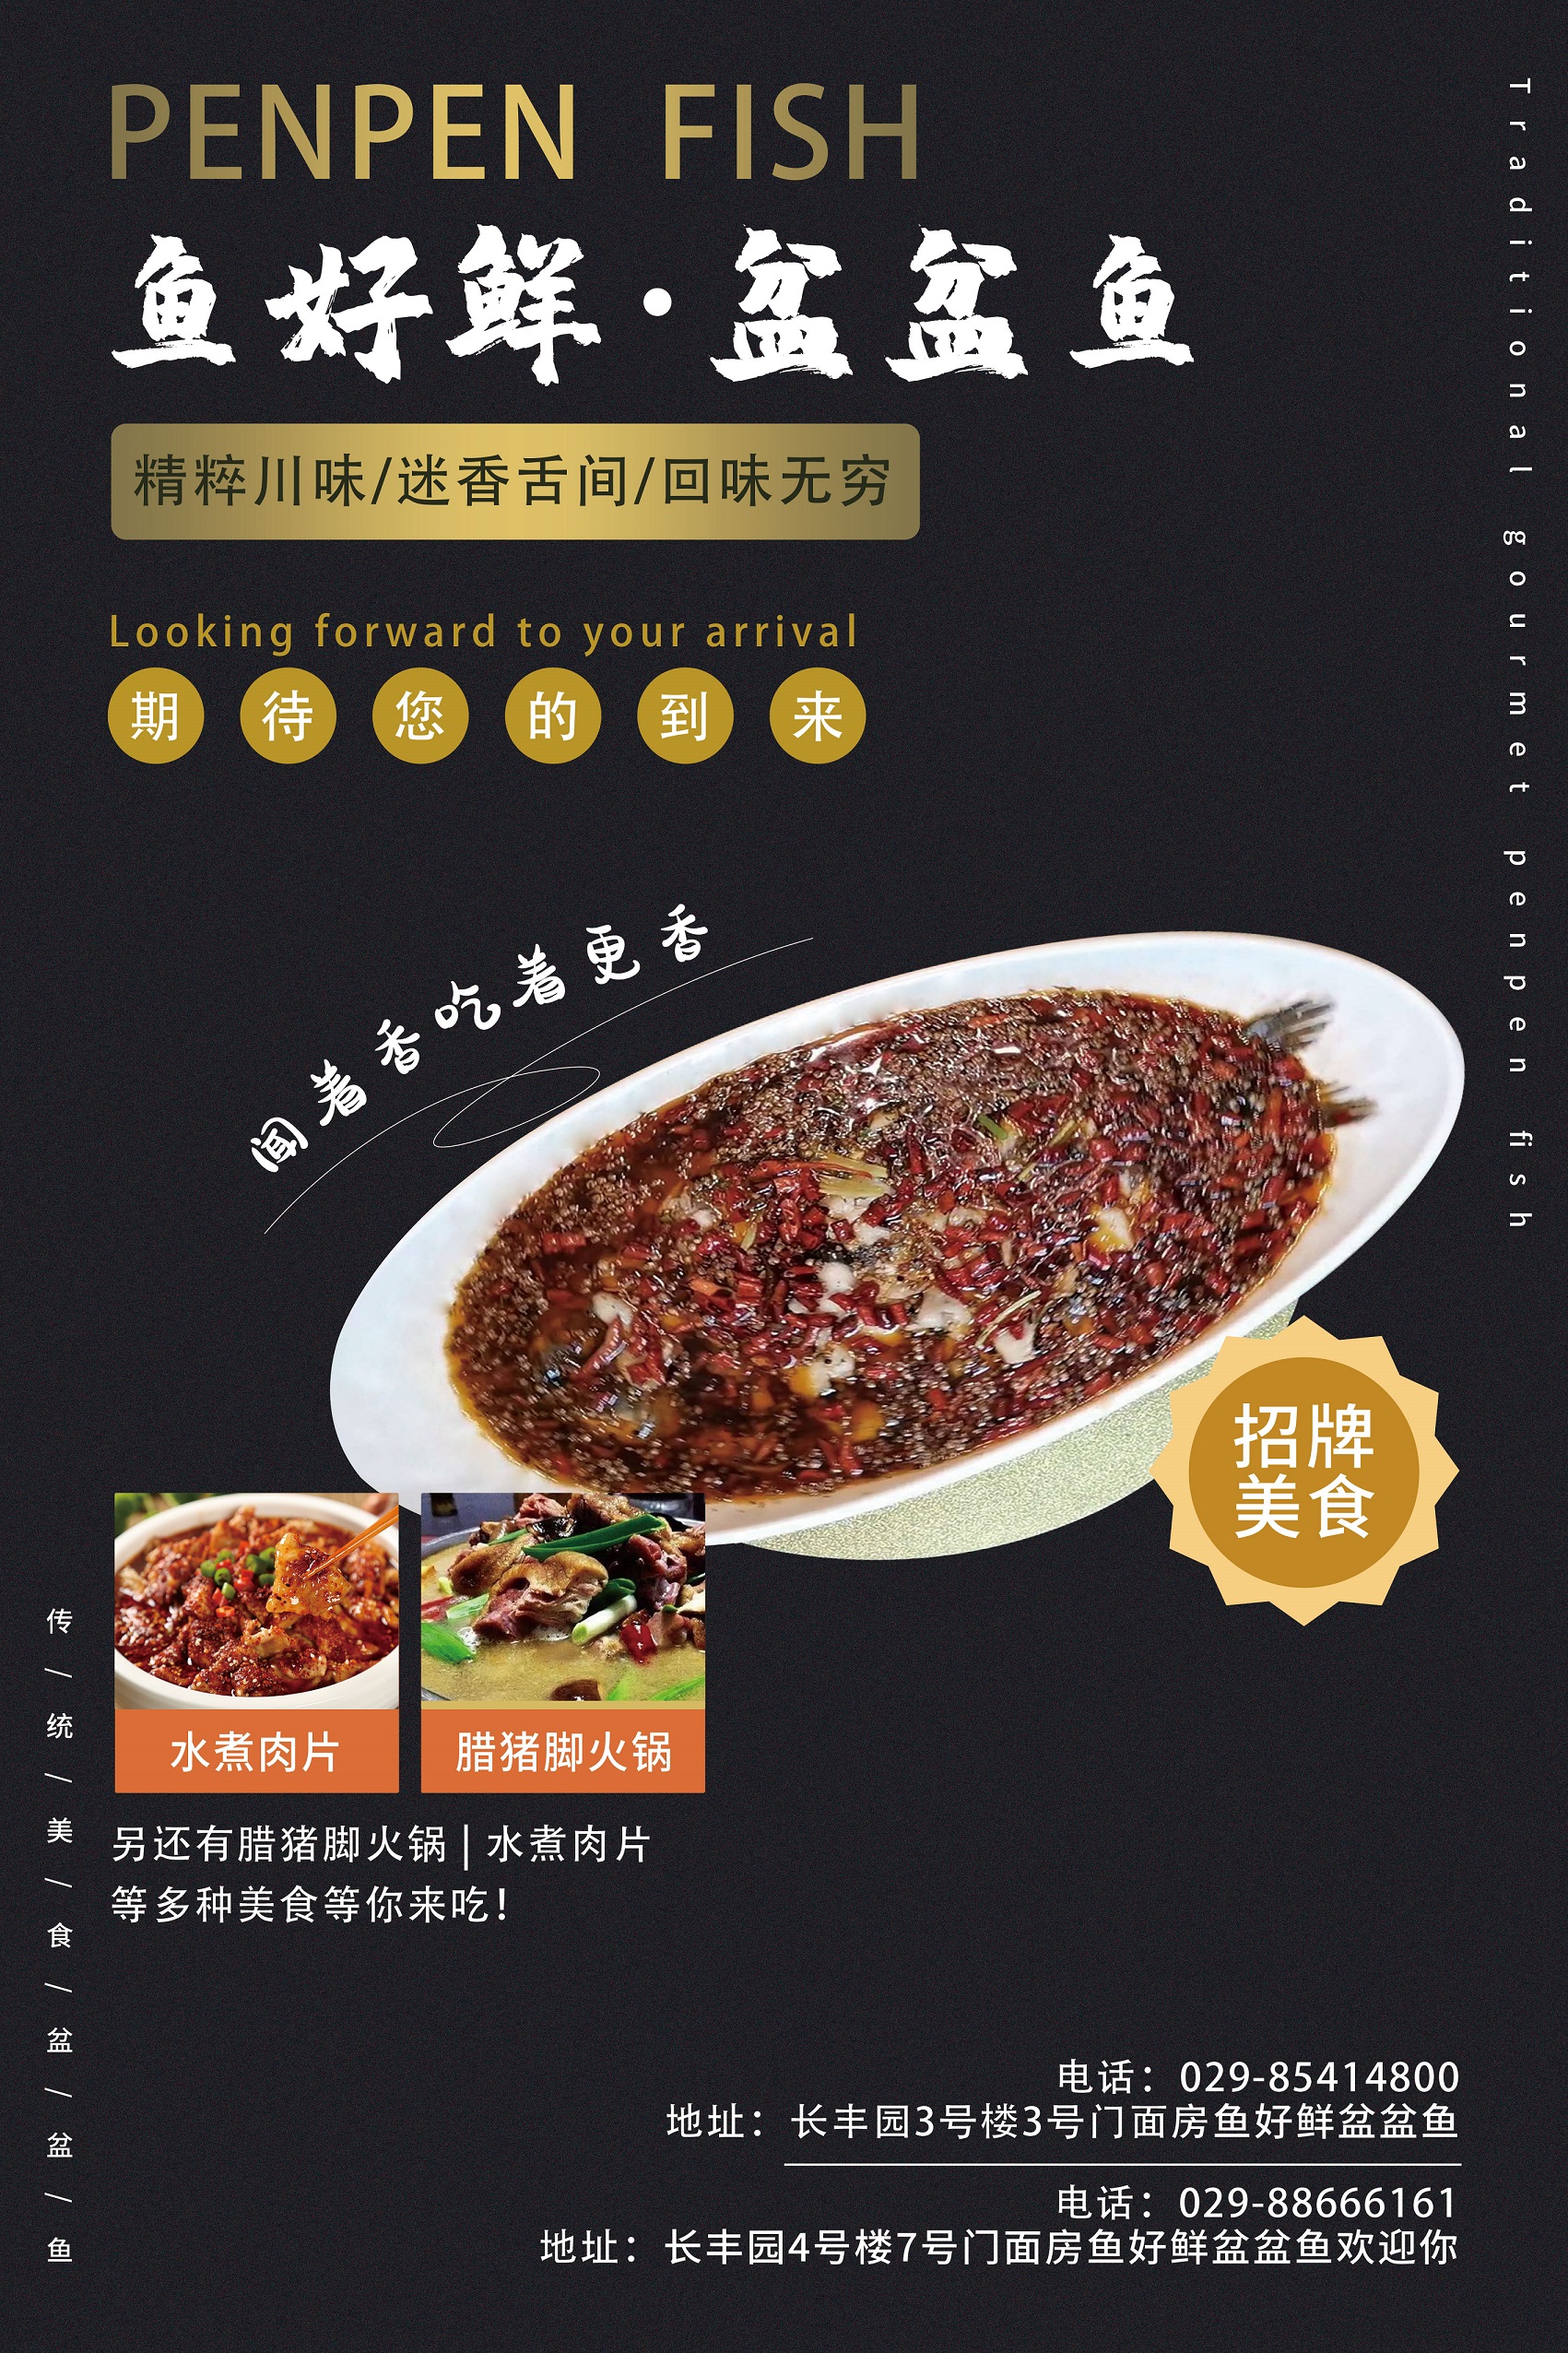 PENPEN FISH
鱼好鲜·盆盆鱼
精粹川味/迷香舌间/回味无穷
Looking forward to your arrival
期待您的到来
Traditional gourmet penpen fish
闻着香吃着更香
招牌
美食
水煮肉片
腊猪脚火锅
另还有腊猪脚火锅|水煮肉片
等多种美食等你来吃!
传/统/美/食/盆/盆/鱼
电话：029-85414800
地址：长丰园3号楼3号门面房鱼好鲜盆盆鱼
电话：029-88666161
地址：长丰园4号楼7号门面房鱼好鲜盆盆鱼欢迎你